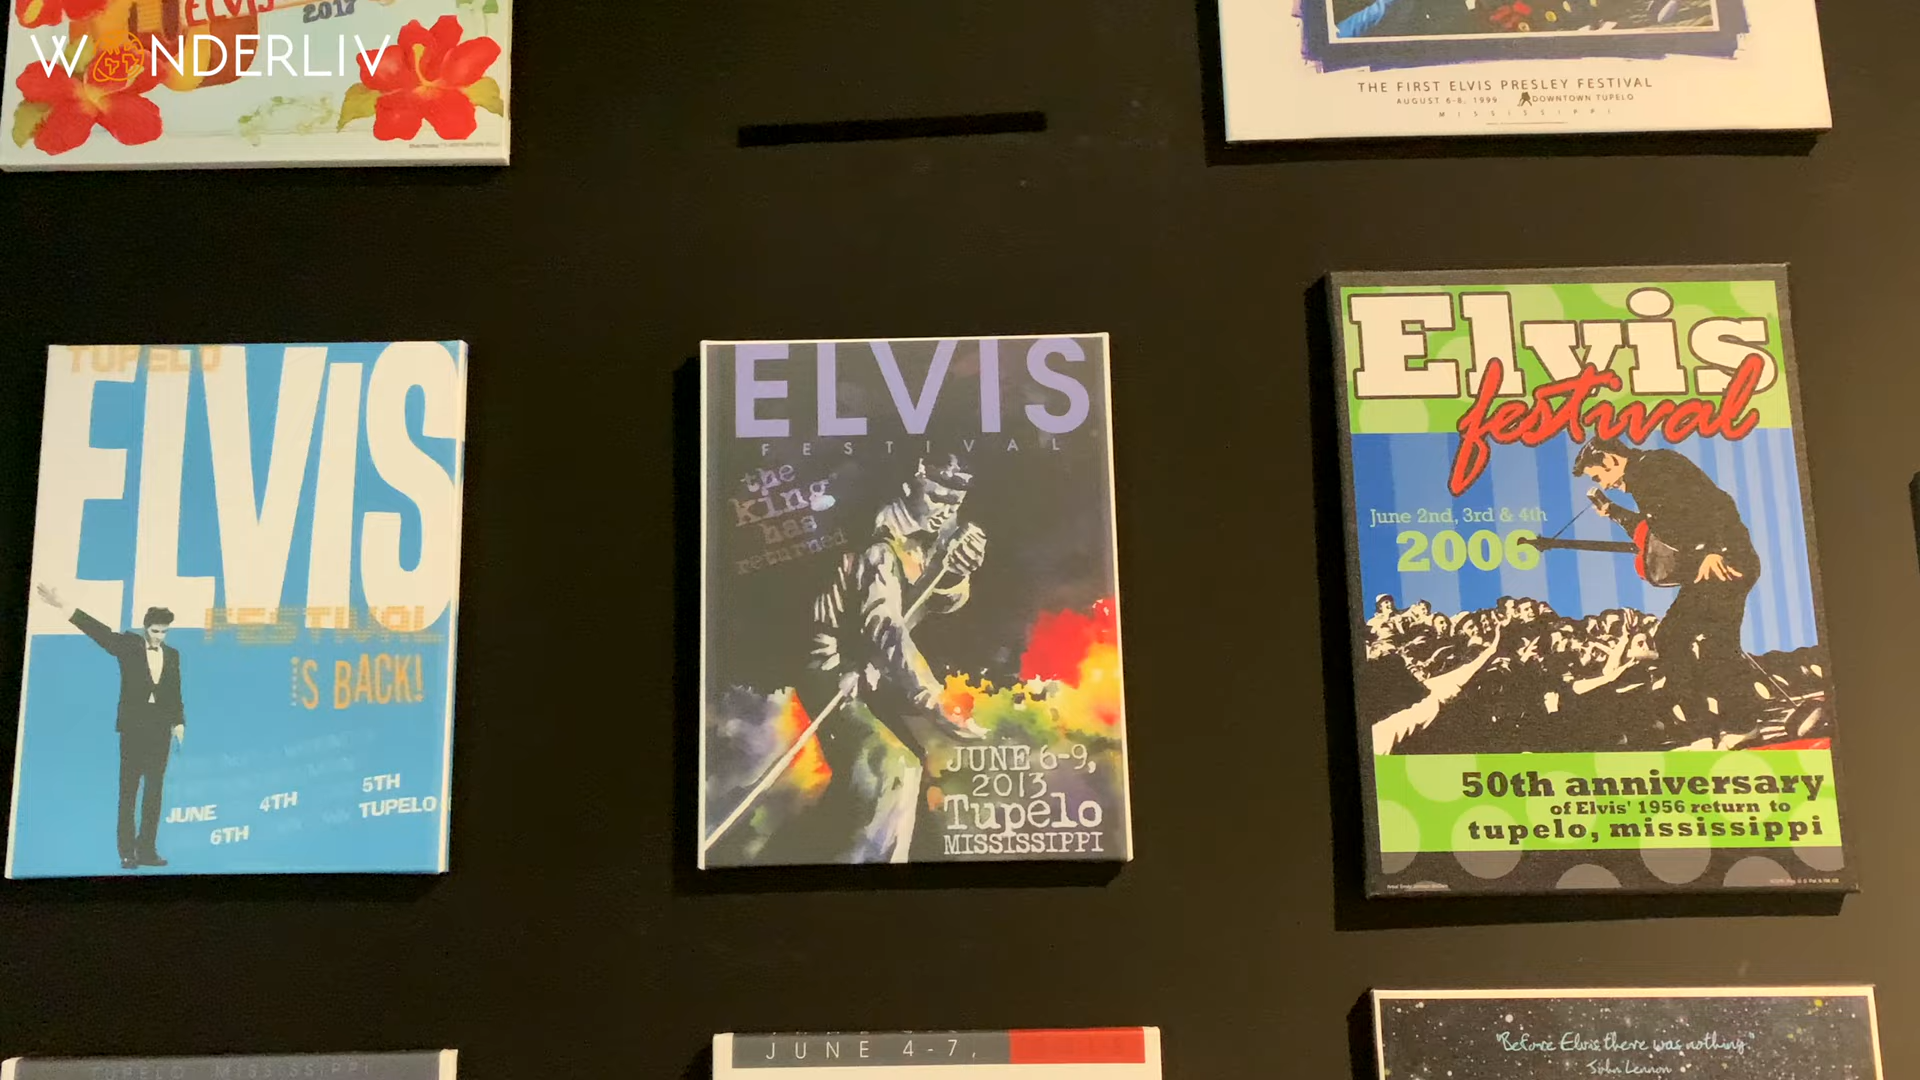 WONDERLIV
ELVIS
2017
THE FIRST ELVIS PRESLEY FESTIVAL
AUGUST 6-8, 1999 DOWNTOWN TUPELO
MISSISSIPPI
TUPELO
ELVIS
FESTIVAL
IS BACK!
JUNE 4TH 5TH
6TH TUPELO
ELVIS
FESTIVAL
the
king
has
returned
JUNE 6-9,
2013
Tupelo
MISSISSIPPI
Elvis
festival
June 2nd, 3rd & 4th
2006
50th anniversary
of Elvis' 1956 return to
tupelo, mississippi
TUPELO MISSISSIPPI
JUNE 4-7,
"Before Elvis there was nothing."
John Lennon